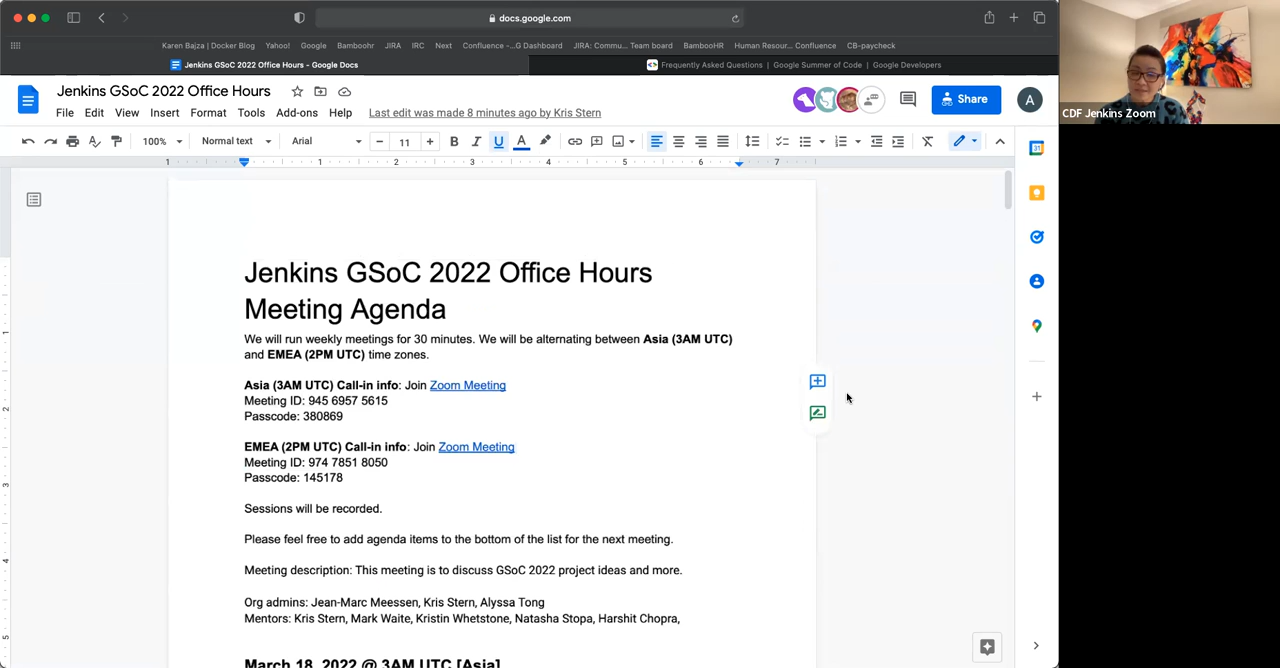 docs.google.com
Karen Bajza | Docker Blog Yahoo! Google Bamboohr JIRA IRC Next Confluence -...G Dashboard JIRA: Commu... Team board BambooHR Human Resour... Confluence CB-paycheck
Jenkins GSoC 2022 Office Hours - Google Docs
Frequently Asked Questions | Google Summer of Code | Google Developers
Jenkins GSoC 2022 Office Hours
File Edit View Insert Format Tools Add-ons Help Last edit was made 8 minutes ago by Kris Stern
Share
A
100% Normal text Arial 11 B I U A
1 1 2 3 4 5 6 7
Jenkins GSoC 2022 Office Hours
Meeting Agenda
We will run weekly meetings for 30 minutes. We will be alternating between Asia (3AM UTC)
and EMEA (2PM UTC) time zones.
Asia (3AM UTC) Call-in info: Join Zoom Meeting
Meeting ID: 945 6957 5615
Passcode: 380869
EMEA (2PM UTC) Call-in info: Join Zoom Meeting
Meeting ID: 974 7851 8050
Passcode: 145178
Sessions will be recorded.
Please feel free to add agenda items to the bottom of the list for the next meeting.
Meeting description: This meeting is to discuss GSoC 2022 project ideas and more.
Org admins: Jean-Marc Meessen, Kris Stern, Alyssa Tong
Mentors: Kris Stern, Mark Waite, Kristin Whetstone, Natasha Stopa, Harshit Chopra,
March 18, 2022 @ 3AM UTC [Asia]
CDF Jenkins Zoom